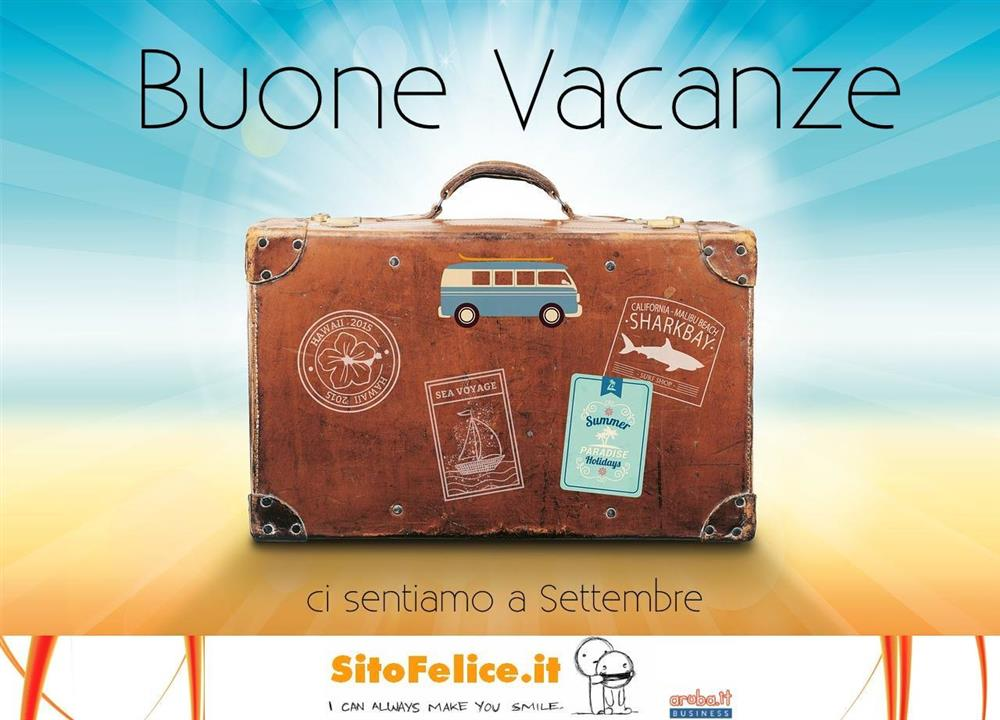 Buone Vacanze
HAWAII · 2015
HAWAII · 2015
SEA VOYAGE
CALIFORNIA - MALIBU BEACH
· SHARKBAY ·
- SURF SHOP -
Summer
PARADISE
Holidays
ci sentiamo a Settembre
SitoFelice.it
I CAN ALWAYS MAKE YOU SMILE.
aruba.it
BUSINESS